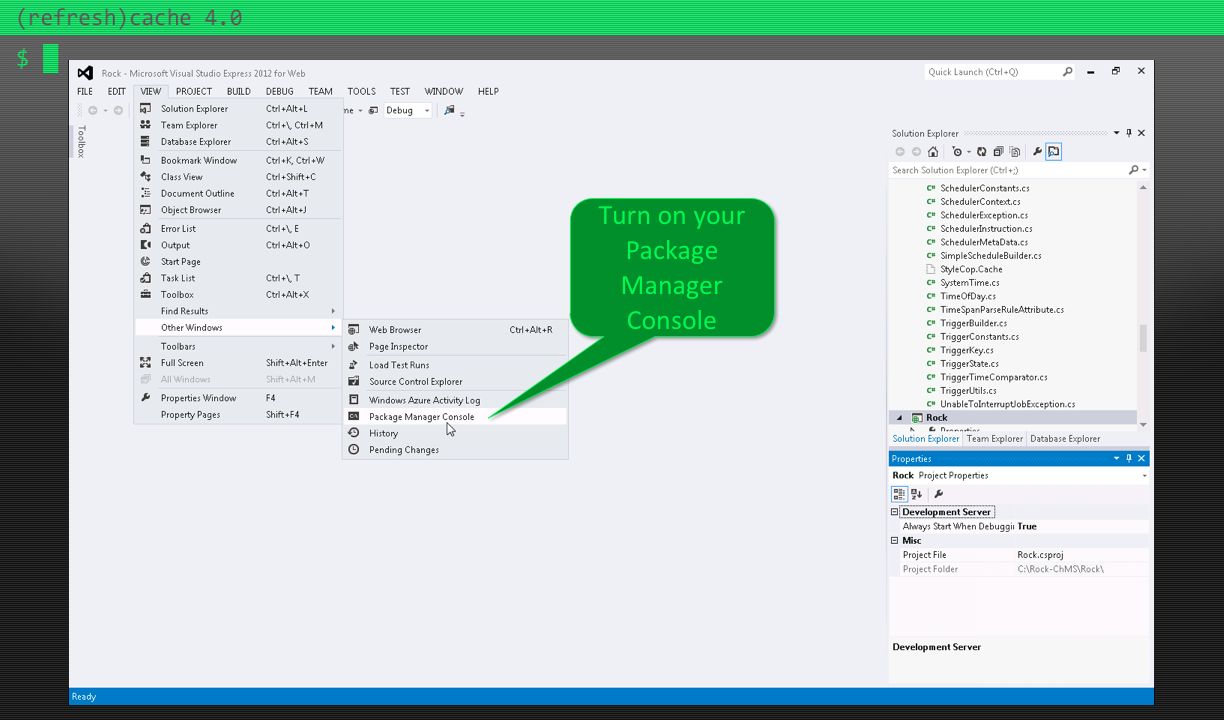 (refresh)cache 4.0
$
Rock - Microsoft Visual Studio Express 2012 for Web
Quick Launch (Ctrl+Q)
FILE EDIT VIEW PROJECT BUILD DEBUG TEAM TOOLS TEST WINDOW HELP
Debug
Toolbox
Solution Explorer Ctrl+Alt+L
Team Explorer Ctrl+\, Ctrl+M
Database Explorer Ctrl+Alt+S
Bookmark Window Ctrl+K, Ctrl+W
Class View Ctrl+Shift+C
Document Outline Ctrl+Alt+T
Object Browser Ctrl+Alt+J
Error List Ctrl+\, E
Output Ctrl+Alt+O
Start Page
Task List Ctrl+\, T
Toolbox Ctrl+Alt+X
Find Results
Other Windows
Toolbars
Full Screen Shift+Alt+Enter
All Windows Shift+Alt+M
Properties Window F4
Property Pages Shift+F4
Web Browser Ctrl+Alt+R
Page Inspector
Load Test Runs
Source Control Explorer
Windows Azure Activity Log
Package Manager Console
History
Pending Changes
Turn on your
Package
Manager
Console
Solution Explorer
Search Solution Explorer (Ctrl+;)
SchedulerConstants.cs
SchedulerContext.cs
SchedulerException.cs
SchedulerInstruction.cs
SchedulerMetaData.cs
SimpleScheduleBuilder.cs
StyleCop.Cache
SystemTime.cs
TimeOfDay.cs
TimeSpanParseRuleAttribute.cs
TriggerBuilder.cs
TriggerConstants.cs
TriggerKey.cs
TriggerState.cs
TriggerTimeComparator.cs
TriggerUtils.cs
UnableToInterruptJobException.cs
Rock
Solution Explorer Team Explorer Database Explorer
Properties
Rock Project Properties
Development Server
Always Start When Debuggin True
Misc
Project File Rock.csproj
Project Folder C:\Rock-ChMS\Rock\
Development Server
Ready